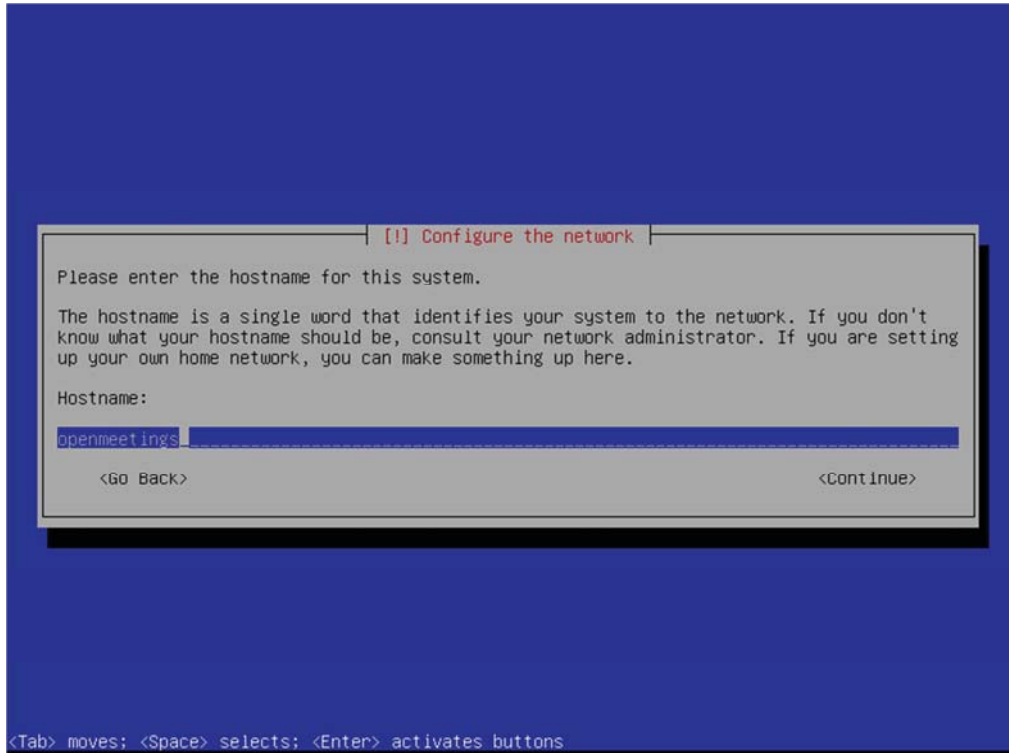 [!] Configure the network
Please enter the hostname for this system.
The hostname is a single word that identifies your system to the network. If you don't
know what your hostname should be, consult your network administrator. If you are setting
up your own home network, you can make something up here.
Hostname:
openmeetings
<Go Back> <Continue>
<Tab> moves; <Space> selects; <Enter> activates buttons